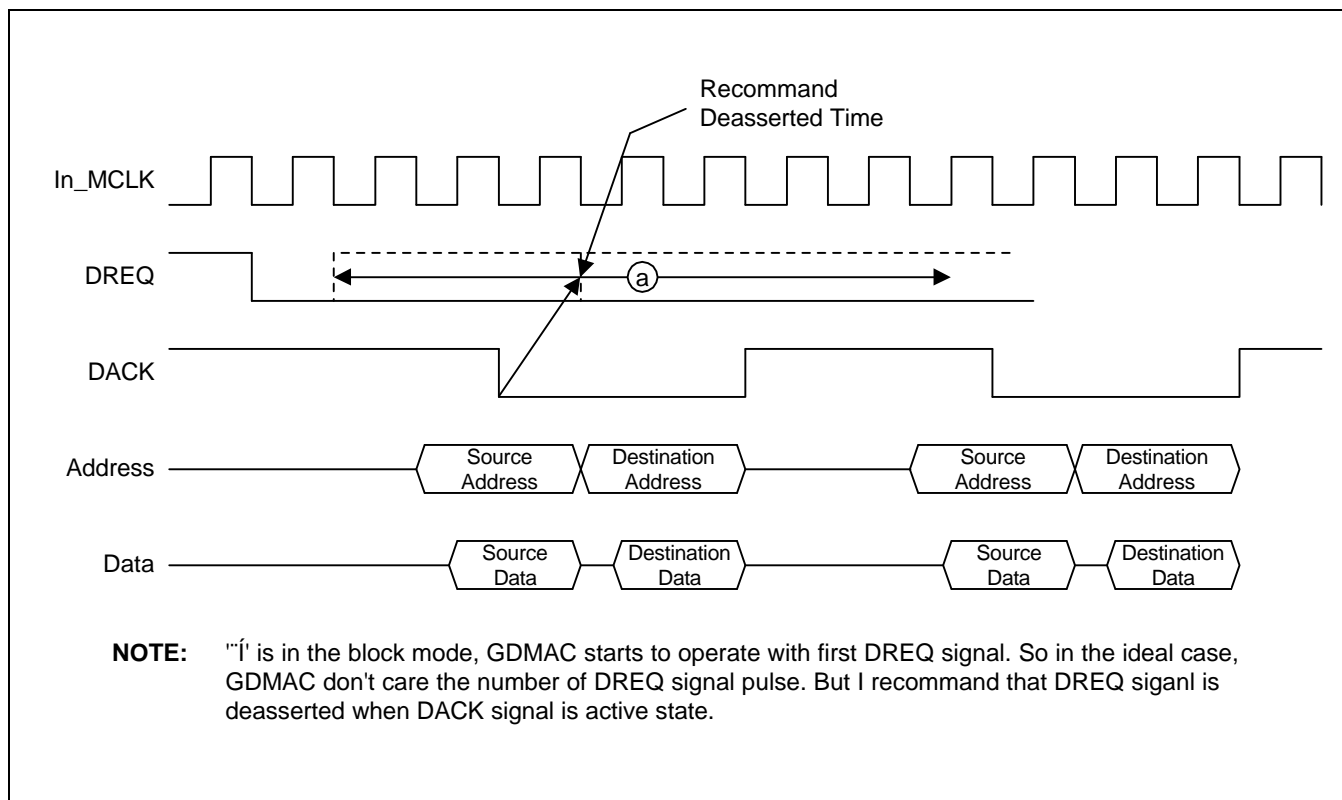 Recommand
Deasserted Time
In_MCLK
DREQ
a
DACK
Address
Source
Address
Destination
Address
Source
Address
Destination
Address
Data
Source
Data
Destination
Data
Source
Data
Destination
Data
NOTE: '¨Í' is in the block mode, GDMAC starts to operate with first DREQ signal. So in the ideal case,
GDMAC don't care the number of DREQ signal pulse. But I recommand that DREQ siganl is
deasserted when DACK signal is active state.